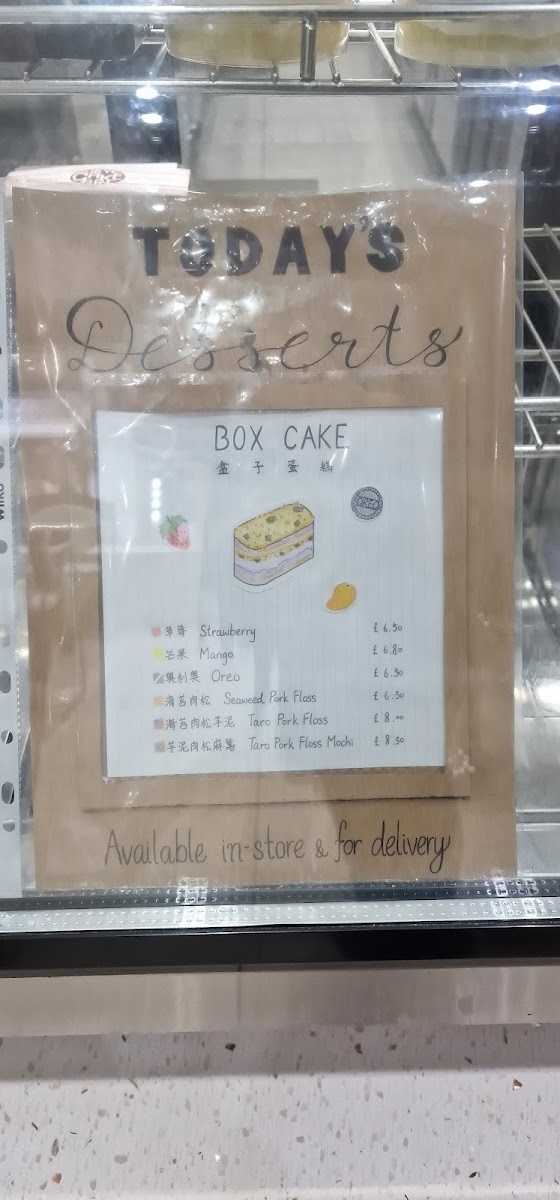 TODAY'S
Desserts
BOX CAKE
盒子蛋糕
草莓 Strawberry £6.50
芒果 Mango £6.80
奥利奥 Oreo £6.50
海苔肉松 Seaweed Pork Floss £6.50
海苔肉松芋泥 Taro Pork Floss £8.00
芋泥肉松麻薯 Taro Pork Floss Mochi £8.50
Available in-store & for delivery